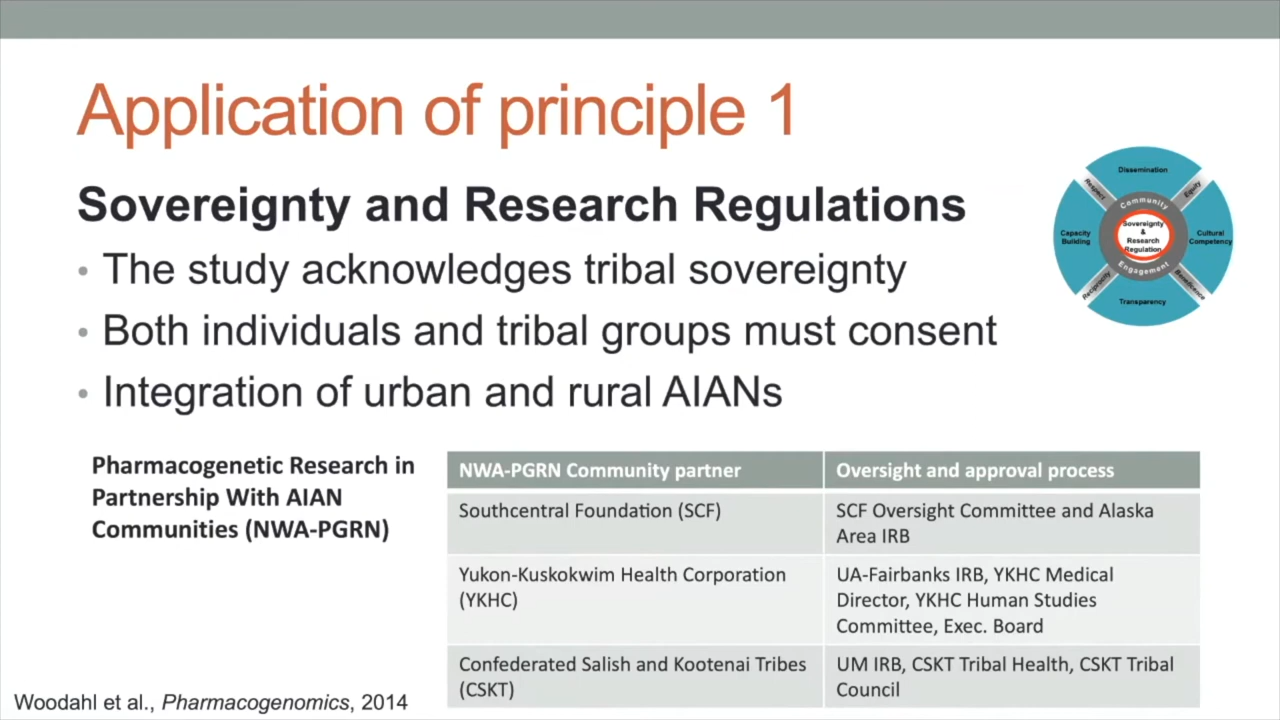 Application of principle 1
Sovereignty and Research Regulations
• The study acknowledges tribal sovereignty
• Both individuals and tribal groups must consent
• Integration of urban and rural AIANs
Dissemination
Respect
Equity
Community
Capacity
Building
Sovereignty
&
Research
Regulation
Cultural
Competency
Engagement
Reciprocity
Beneficence
Transparency
Pharmacogenetic Research in
Partnership With AIAN
Communities (NWA-PGRN)
NWA-PGRN Community partner
Oversight and approval process
Southcentral Foundation (SCF)
SCF Oversight Committee and Alaska
Area IRB
Yukon-Kuskokwim Health Corporation
(YKHC)
UA-Fairbanks IRB, YKHC Medical
Director, YKHC Human Studies
Committee, Exec. Board
Confederated Salish and Kootenai Tribes
(CSKT)
UM IRB, CSKT Tribal Health, CSKT Tribal
Council
Woodahl et al., Pharmacogenomics, 2014